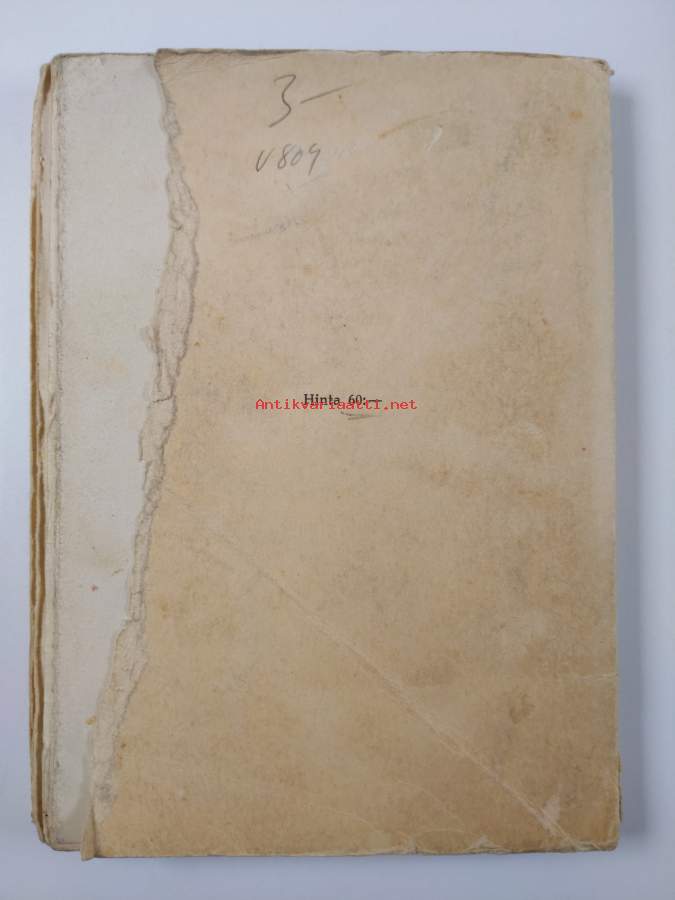 3-
V809
Hinta 60:—
Antikvariaatti.net